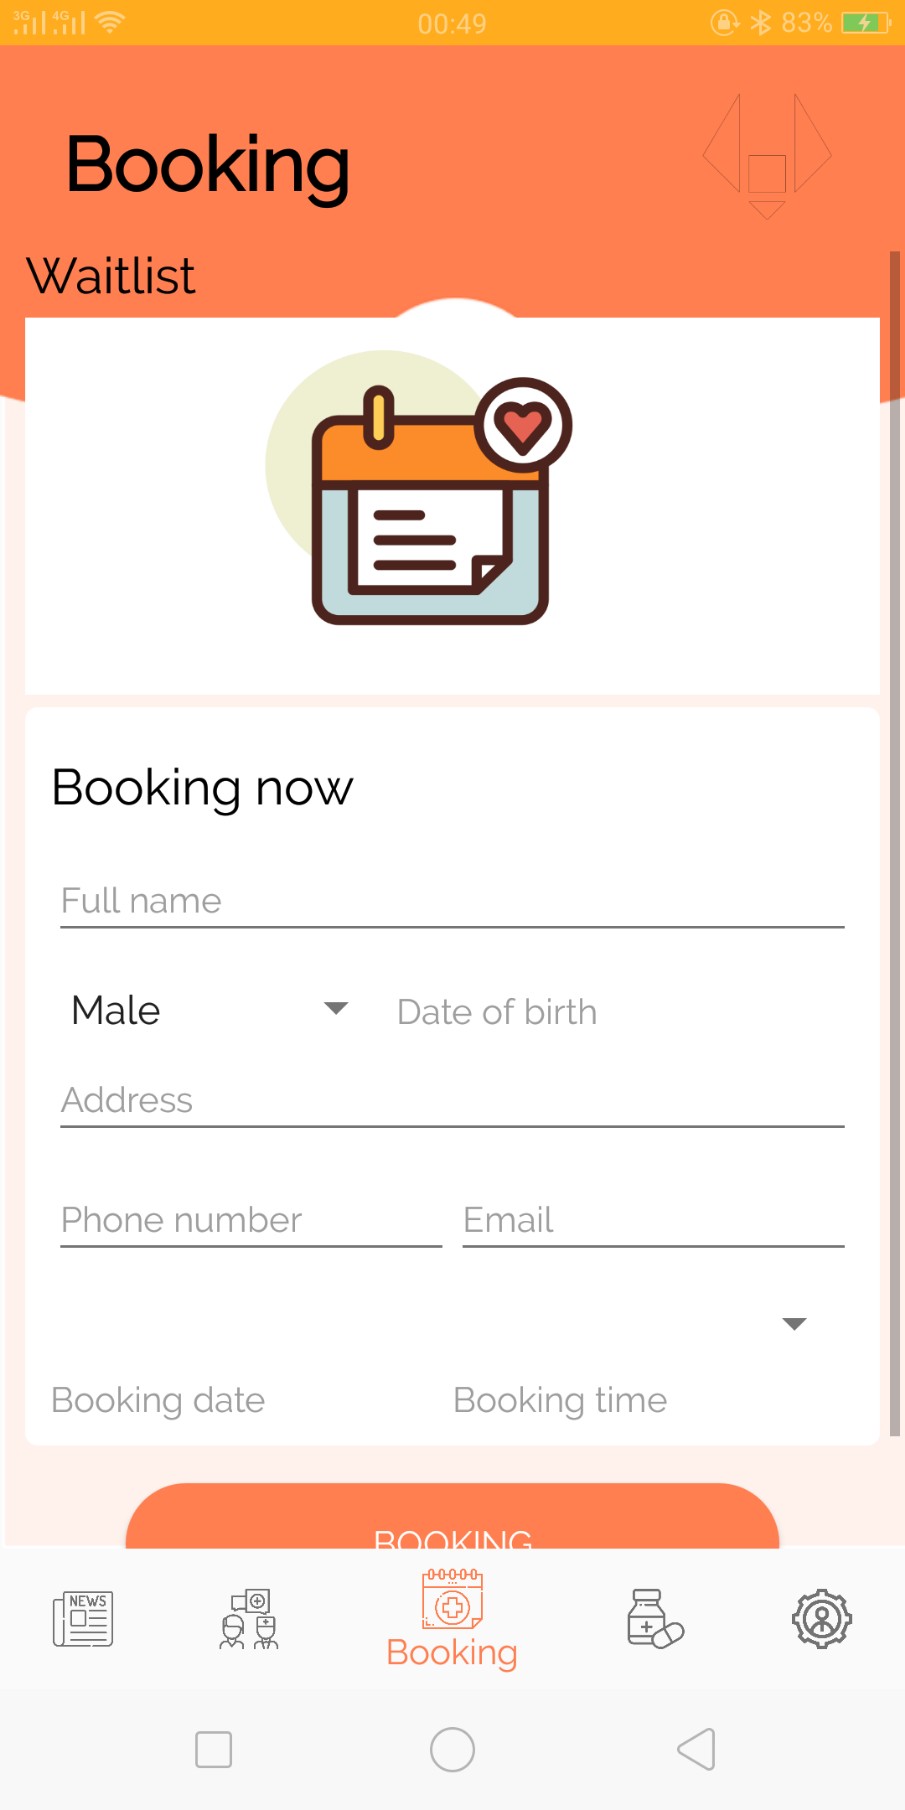 3G 4G 00:49 83%
Booking
Waitlist
Booking now
Full name
Male Date of birth
Address
Phone number Email
Booking date Booking time
BOOKING
NEWS
Booking